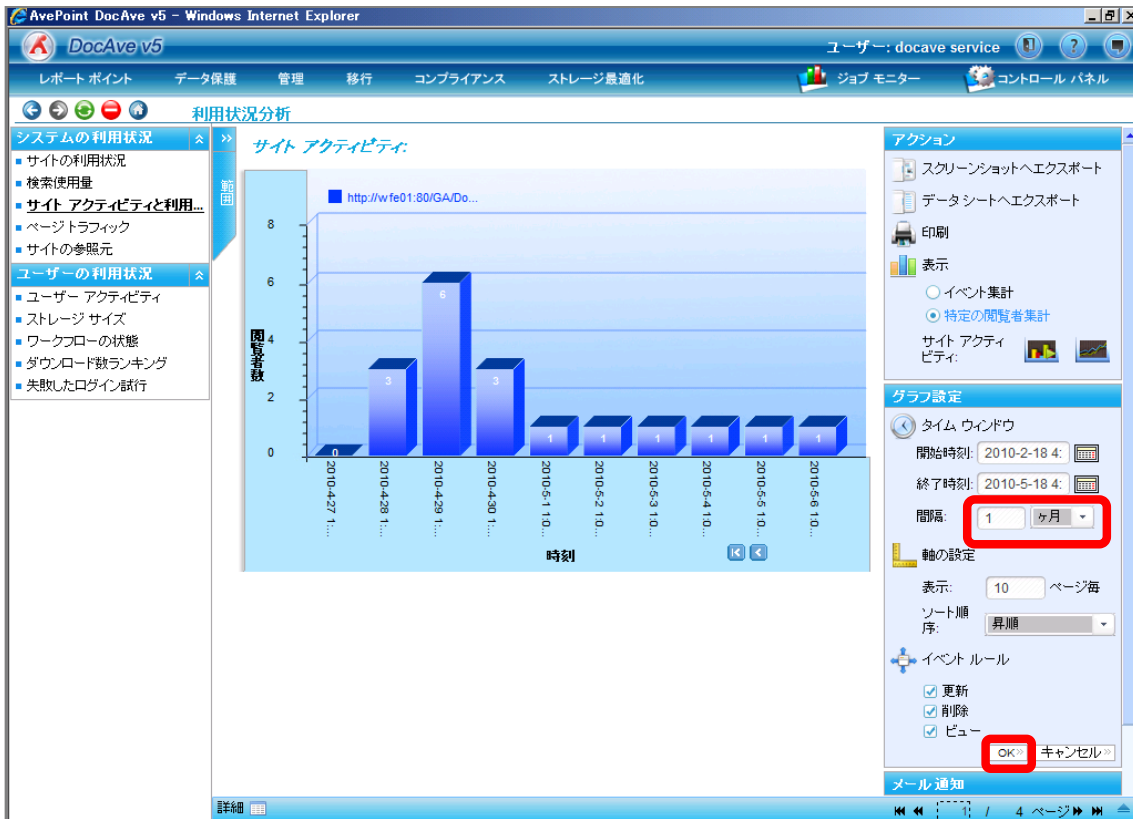 AvePoint DocAve v5 - Windows Internet Explorer
DocAve v5
ユーザー: docave service
レポート ポイント データ保護 管理 移行 コンプライアンス ストレージ最適化 ジョブ モニター コントロール パネル
利用状況分析
システムの利用状況
サイトの利用状況
検索使用量
サイト アクティビティと利用...
ページトラフィック
サイトの参照元
ユーザーの利用状況
ユーザー アクティビティ
ストレージ サイズ
ワークフローの状態
ダウンロード数ランキング
失敗したログイン試行
範囲
サイト アクティビティ:
http://wfe01:80/GA/Do...
閲覧者数
8
6
4
2
0
0
3
6
3
1
1
1
1
1
1
2010-4-27 1:...
2010-4-28 1:...
2010-4-29 1:...
2010-4-30 1:...
2010-5-1 1:0...
2010-5-2 1:0...
2010-5-3 1:0...
2010-5-4 1:0...
2010-5-5 1:0...
2010-5-6 1:0...
時刻
アクション
スクリーンショットへエクスポート
データシートへエクスポート
印刷
表示
イベント集計
特定の閲覧者集計
サイト アクティ
ビティ:
グラフ設定
タイム ウィンドウ
開始時刻: 2010-2-18 4:
終了時刻: 2010-5-18 4:
間隔: 1 ヶ月
軸の設定
表示: 10 ページ毎
ソート順
序: 昇順
イベント ルール
更新
削除
ビュー
OK キャンセル
メール通知
詳細
1 / 4 ページ